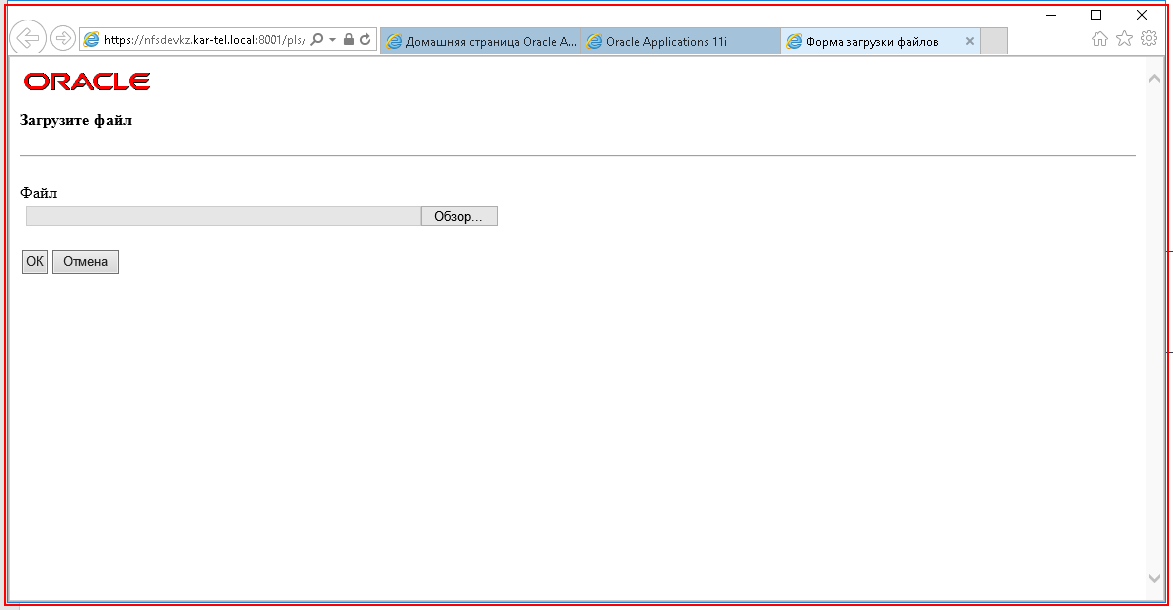 https://nfsdevkz.kar-tel.local:8001/pls/
Домашняя страница Oracle A...
Oracle Applications 11i
Форма загрузки файлов
ORACLE
Загрузите файл
Файл
Обзор...
ОК
Отмена